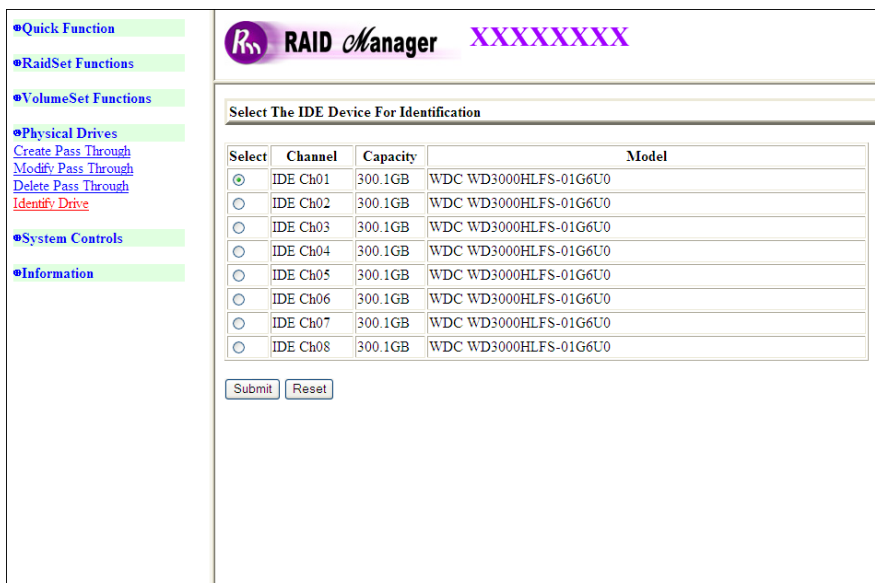 Quick Function
RaidSet Functions
VolumeSet Functions
Physical Drives
Create Pass Through
Modify Pass Through
Delete Pass Through
Identify Drive
System Controls
Information
Rm RAID Manager XXXXXXXX
Select The IDE Device For Identification
Select Channel Capacity Model
IDE Ch01 300.1GB WDC WD3000HLFS-01G6U0
IDE Ch02 300.1GB WDC WD3000HLFS-01G6U0
IDE Ch03 300.1GB WDC WD3000HLFS-01G6U0
IDE Ch04 300.1GB WDC WD3000HLFS-01G6U0
IDE Ch05 300.1GB WDC WD3000HLFS-01G6U0
IDE Ch06 300.1GB WDC WD3000HLFS-01G6U0
IDE Ch07 300.1GB WDC WD3000HLFS-01G6U0
IDE Ch08 300.1GB WDC WD3000HLFS-01G6U0
Submit Reset